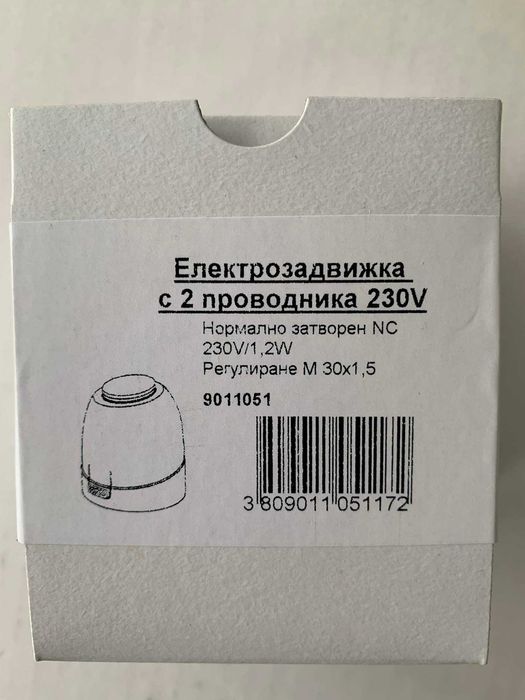 Електрозадвижка
с 2 проводника 230V
Нормално затворен NC
230V/1,2W
Регулиране М 30x1,5
9011051
3 809011 051172